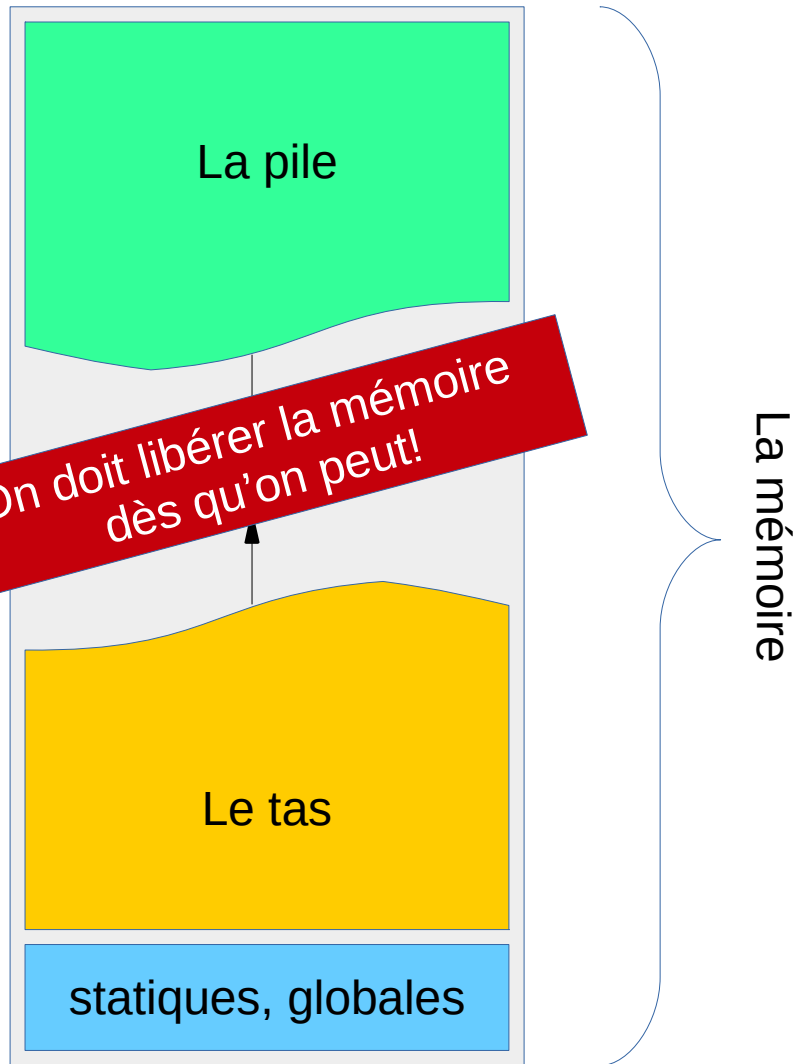 La pile
On doit libérer la mémoire
dès qu’on peut!
La mémoire
Le tas
statiques, globales